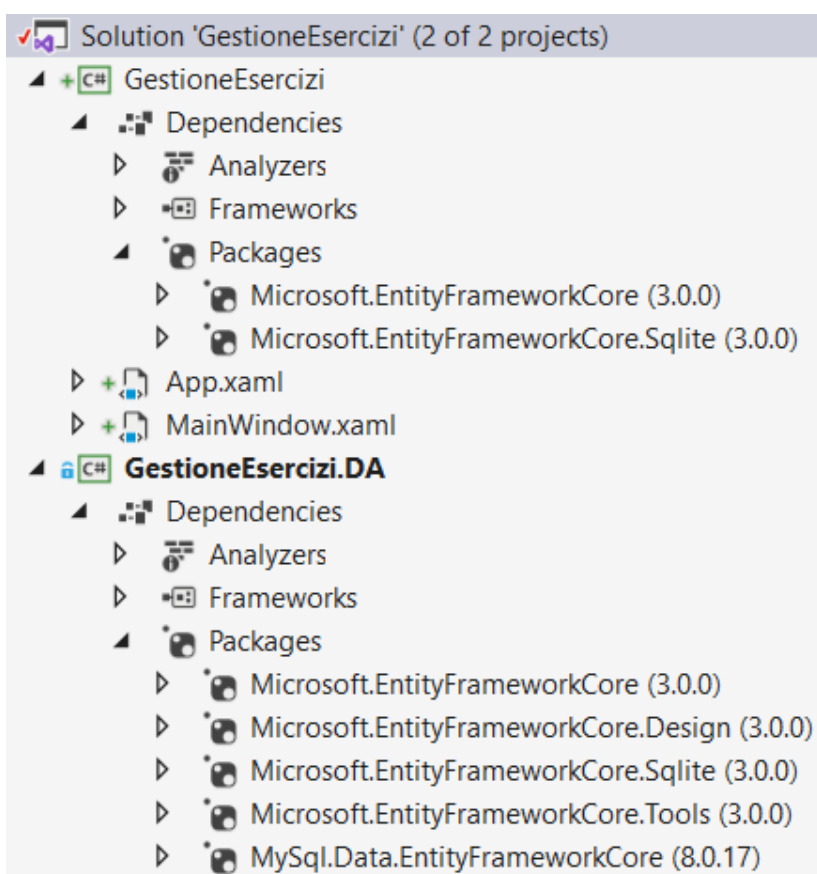 Solution 'GestioneEsercizi' (2 of 2 projects)
C# GestioneEsercizi
Dependencies
Analyzers
Frameworks
Packages
Microsoft.EntityFrameworkCore (3.0.0)
Microsoft.EntityFrameworkCore.Sqlite (3.0.0)
App.xaml
MainWindow.xaml
C# GestioneEsercizi.DA
Dependencies
Analyzers
Frameworks
Packages
Microsoft.EntityFrameworkCore (3.0.0)
Microsoft.EntityFrameworkCore.Design (3.0.0)
Microsoft.EntityFrameworkCore.Sqlite (3.0.0)
Microsoft.EntityFrameworkCore.Tools (3.0.0)
MySql.Data.EntityFrameworkCore (8.0.17)